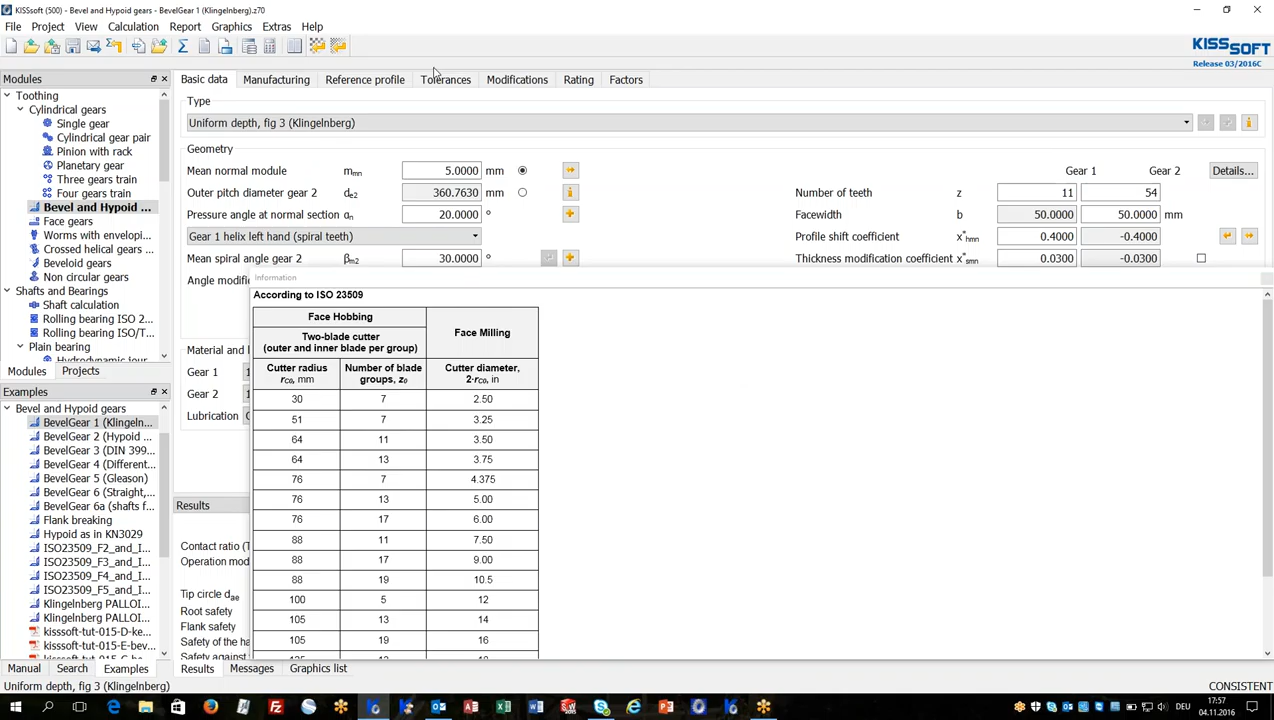 KISSsoft (500) - Bevel and Hypoid gears - BevelGear 1 (Klingelnberg).z70
File Project View Calculation Report Graphics Extras Help
KISSSOFT
Release 03/2016C
Modules
Basic data Manufacturing Reference profile Tolerances Modifications Rating Factors
Toothing
Cylindrical gears
Single gear
Cylindrical gear pair
Pinion with rack
Planetary gear
Three gears train
Four gears train
Bevel and Hypoid ...
Face gears
Worms with envelopi...
Crossed helical gears ...
Beveloid gears
Non circular gears
Shafts and Bearings
Shaft calculation
Rolling bearing ISO 2...
Rolling bearing ISO/T...
Plain bearing
Modules Projects
Examples
Bevel and Hypoid gears
BevelGear 1 (Klingeln...
BevelGear 2 (Hypoid ...
BevelGear 3 (DIN 399...
BevelGear 4 (Different...
BevelGear 5 (Gleason)
BevelGear 6 (Straight,...
BevelGear 6a (shafts f...
Flank breaking
Hypoid as in KN3029
ISO23509_F2_and_I...
ISO23509_F3_and_I...
ISO23509_F4_and_I...
ISO23509_F5_and_I...
Klingelnberg PALLOI...
Klingelnberg PALLOI...
kisssoft-tut-015-D-ke...
kisssoft-tut-015-E-bev...
Manual Search Examples
Type
Uniform depth, fig 3 (Klingelnberg)
Geometry
Mean normal module mmn 5.0000 mm
Outer pitch diameter gear 2 de2 360.7630 mm
Pressure angle at normal section αn 20.0000 °
Gear 1 helix left hand (spiral teeth)
Mean spiral angle gear 2 βm2 30.0000 °
Angle modifi
Gear 1 Gear 2 Details...
Number of teeth z 11 54
Facewidth b 50.0000 50.0000 mm
Profile shift coefficient x*hmn 0.4000 -0.4000
Thickness modification coefficient x*smn 0.0300 -0.0300
Material and l
Gear 1 1
Gear 2 1
Lubrication
Results
Contact ratio (T
Operation mod
Tip circle dae
Root safety
Flank safety
Safety of the ha
Safety against
Results Messages Graphics list
Information
According to ISO 23509
Face Hobbing Face Milling
Two-blade cutter
(outer and inner blade per group)
Cutter radius Number of blade Cutter diameter,
rC0, mm groups, z0 2·rC0, in
30 7 2.50
51 7 3.25
64 11 3.50
64 13 3.75
76 7 4.375
76 13 5.00
76 17 6.00
88 11 7.50
88 17 9.00
88 19 10.5
100 5 12
105 13 14
105 19 16
Uniform depth, fig 3 (Klingelnberg) CONSISTENT
DEU
17:57
04.11.2016